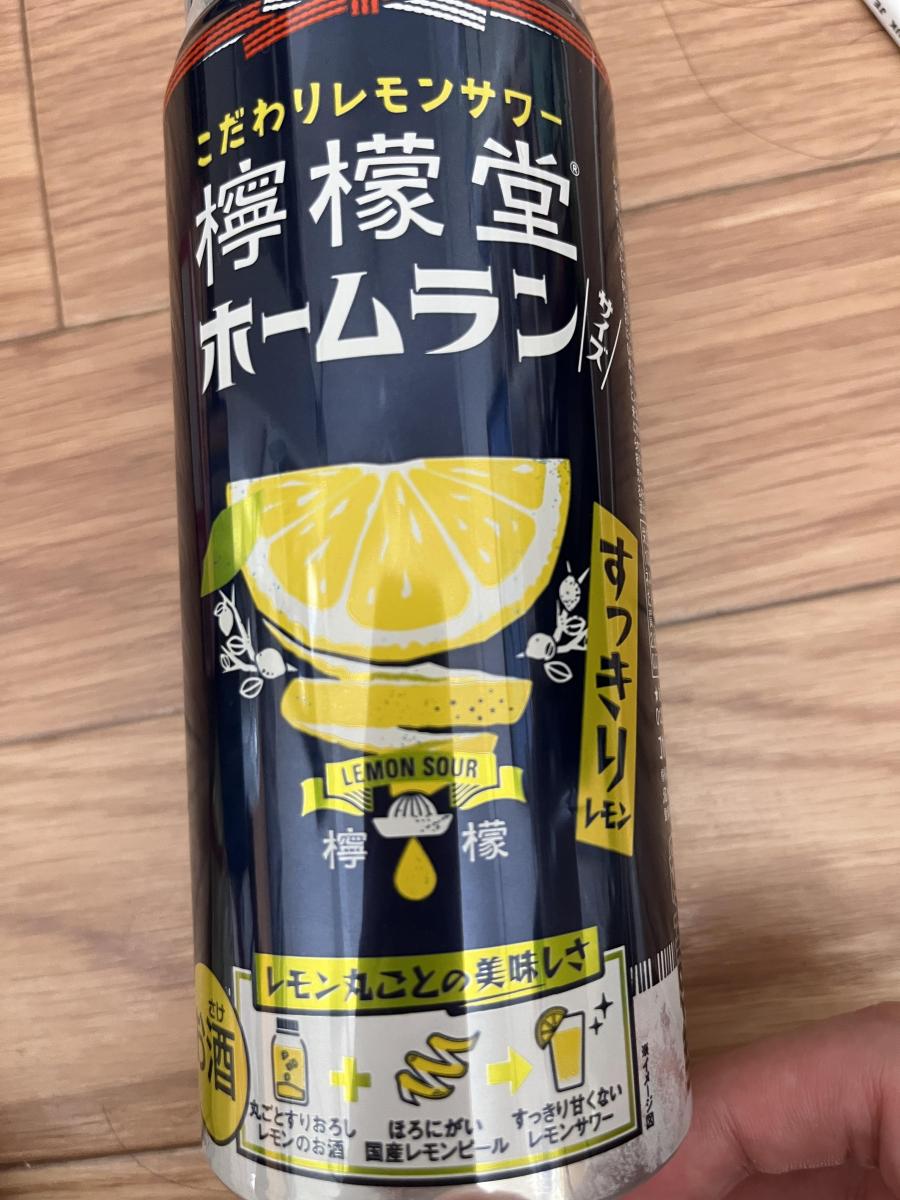 こだわりレモンサワー
檸檬堂®
ホームラン
サイズ
すっきり
レモン
LEMON SOUR
檸檬
レモン丸ごとの美味しさ
さけ
お酒
丸ごとすりおろし
レモンのお酒
ほろにがい
国産レモンピール
すっきり甘くない
レモンサワー
※イメージ図